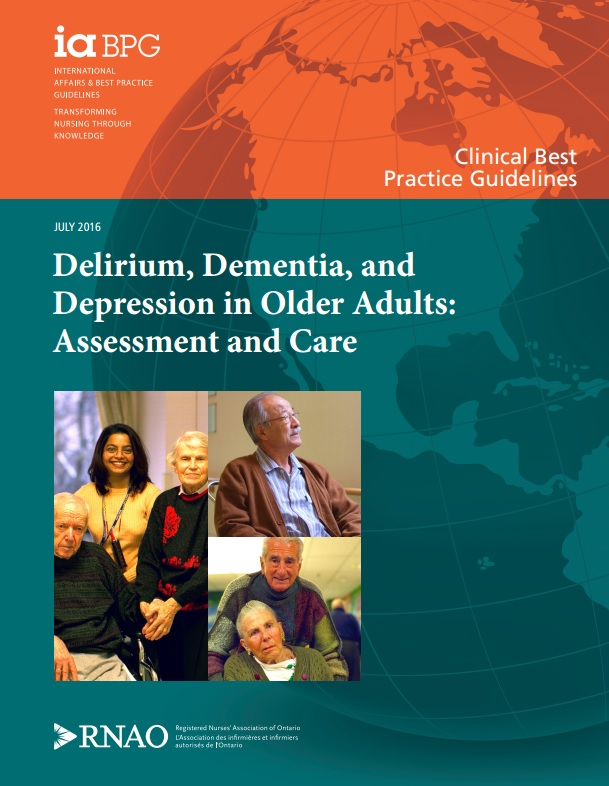 ia BPG
INTERNATIONAL
AFFAIRS & BEST PRACTICE
GUIDELINES
TRANSFORMING
NURSING THROUGH
KNOWLEDGE
Clinical Best
Practice Guidelines
JULY 2016
Delirium, Dementia, and
Depression in Older Adults:
Assessment and Care
RNAO
Registered Nurses' Association of Ontario
L'Association des infirmières et infirmiers
autorisés de l'Ontario